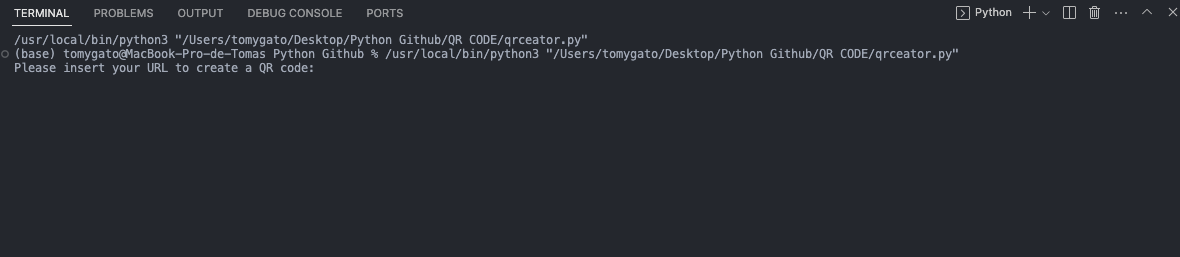 TERMINAL PROBLEMS OUTPUT DEBUG CONSOLE PORTS Python
/usr/local/bin/python3 "/Users/tomygato/Desktop/Python Github/QR CODE/qrceator.py"
(base) tomygato@MacBook-Pro-de-Tomas Python Github % /usr/local/bin/python3 "/Users/tomygato/Desktop/Python Github/QR CODE/qrceator.py"
Please insert your URL to create a QR code: